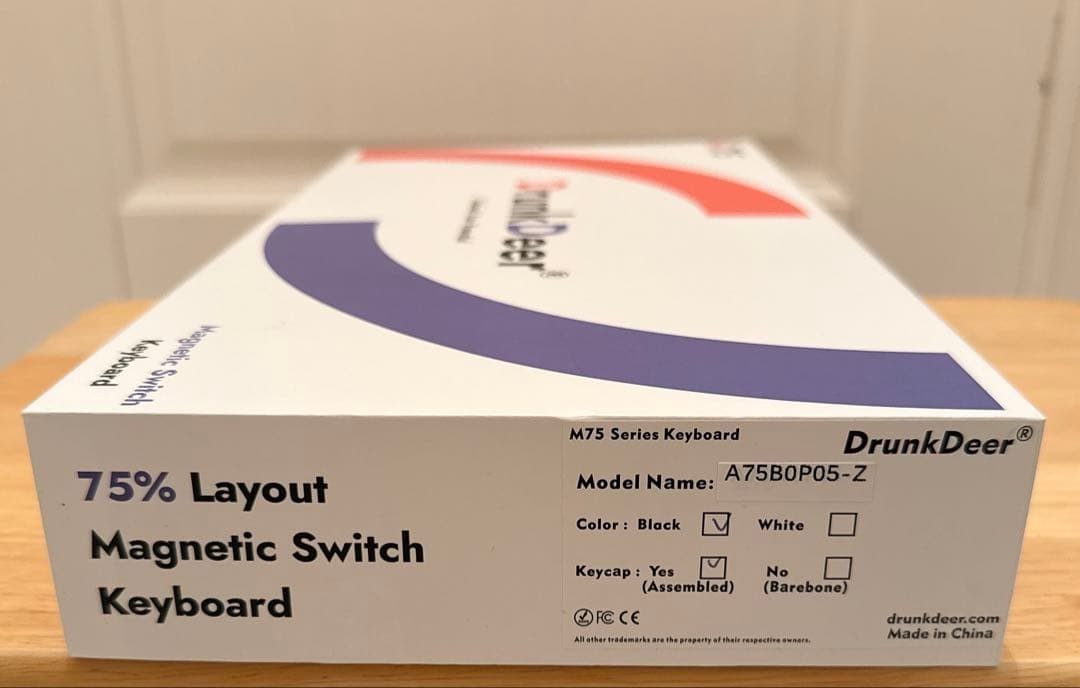 DrunkDeer®
Magnetic Switch
Keyboard
75% Layout
Magnetic Switch
Keyboard
M75 Series Keyboard
DrunkDeer®
Model Name: A75B0P05-Z
Color : Black White
Keycap : Yes No
(Assembled) (Barebone)
FC CE
All other trademarks are the property of their respective owners.
drunkdeer.com
Made in China